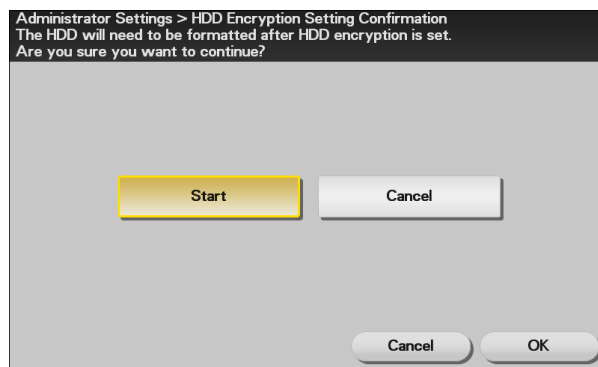 Administrator Settings > HDD Encryption Setting Confirmation
The HDD will need to be formatted after HDD encryption is set.
Are you sure you want to continue?
Start
Cancel
Cancel
OK